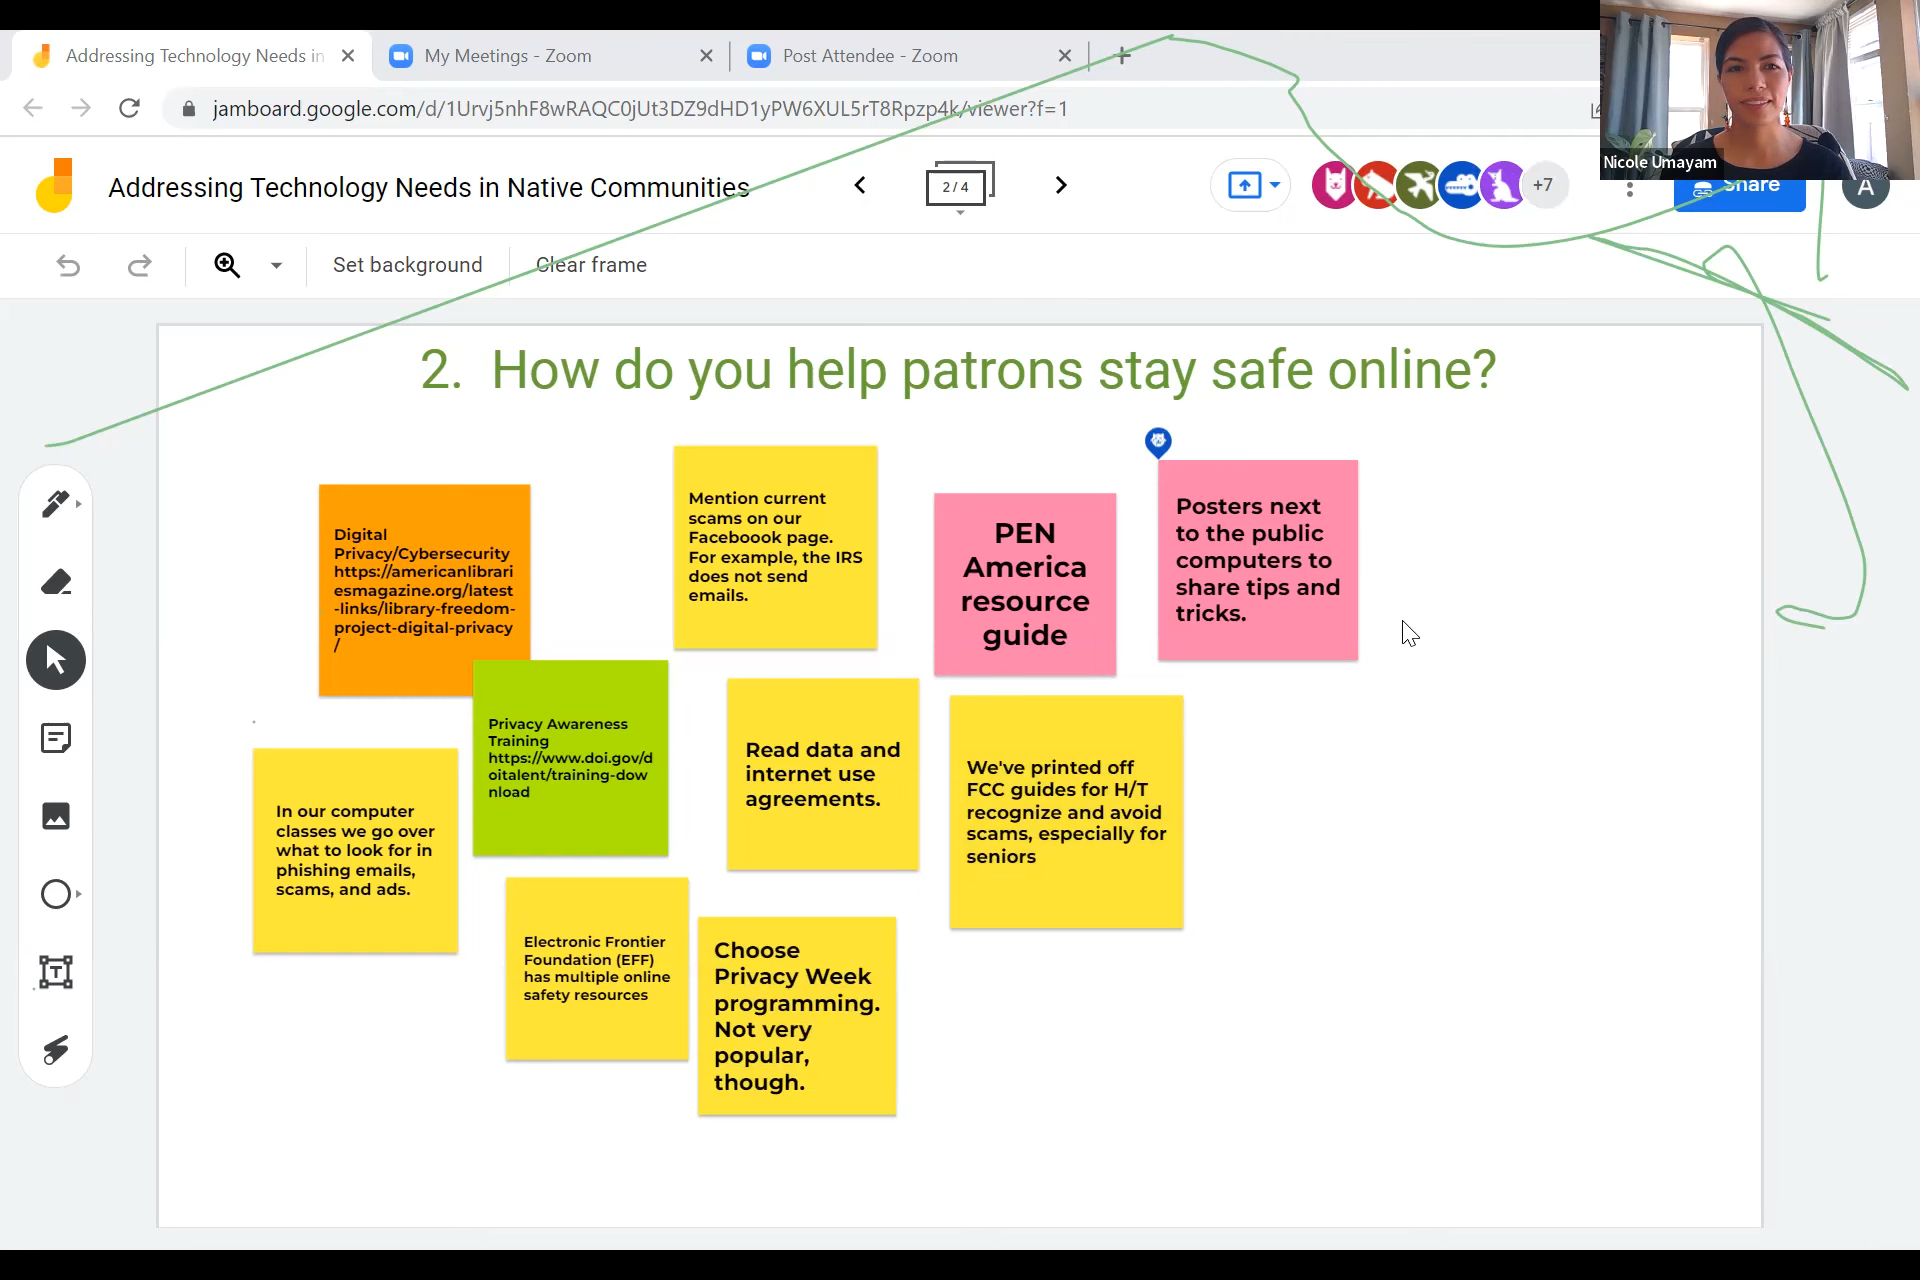 Addressing Technology Needs in
My Meetings - Zoom
Post Attendee - Zoom
jamboard.google.com/d/1Urvj5nhF8wRAQC0jUt3DZ9dHD1yPW6XUL5rT8Rpzp4k/viewer?f=1
Nicole Umayam
Addressing Technology Needs in Native Communities
2 / 4
+7
Share
A
Set background
Clear frame
2. How do you help patrons stay safe online?
Digital
Privacy/Cybersecurity
https://americanlibrari
esmagazine.org/latest
-links/library-freedom-
project-digital-privacy
/
Mention current
scams on our
Faceboook page.
For example, the IRS
does not send
emails.
PEN
America
resource
guide
Posters next
to the public
computers to
share tips and
tricks.
Privacy Awareness
Training
https://www.doi.gov/d
oitalent/training-dow
nload
Read data and
internet use
agreements.
We've printed off
FCC guides for H/T
recognize and avoid
scams, especially for
seniors
In our computer
classes we go over
what to look for in
phishing emails,
scams, and ads.
Electronic Frontier
Foundation (EFF)
has multiple online
safety resources
Choose
Privacy Week
programming.
Not very
popular,
though.